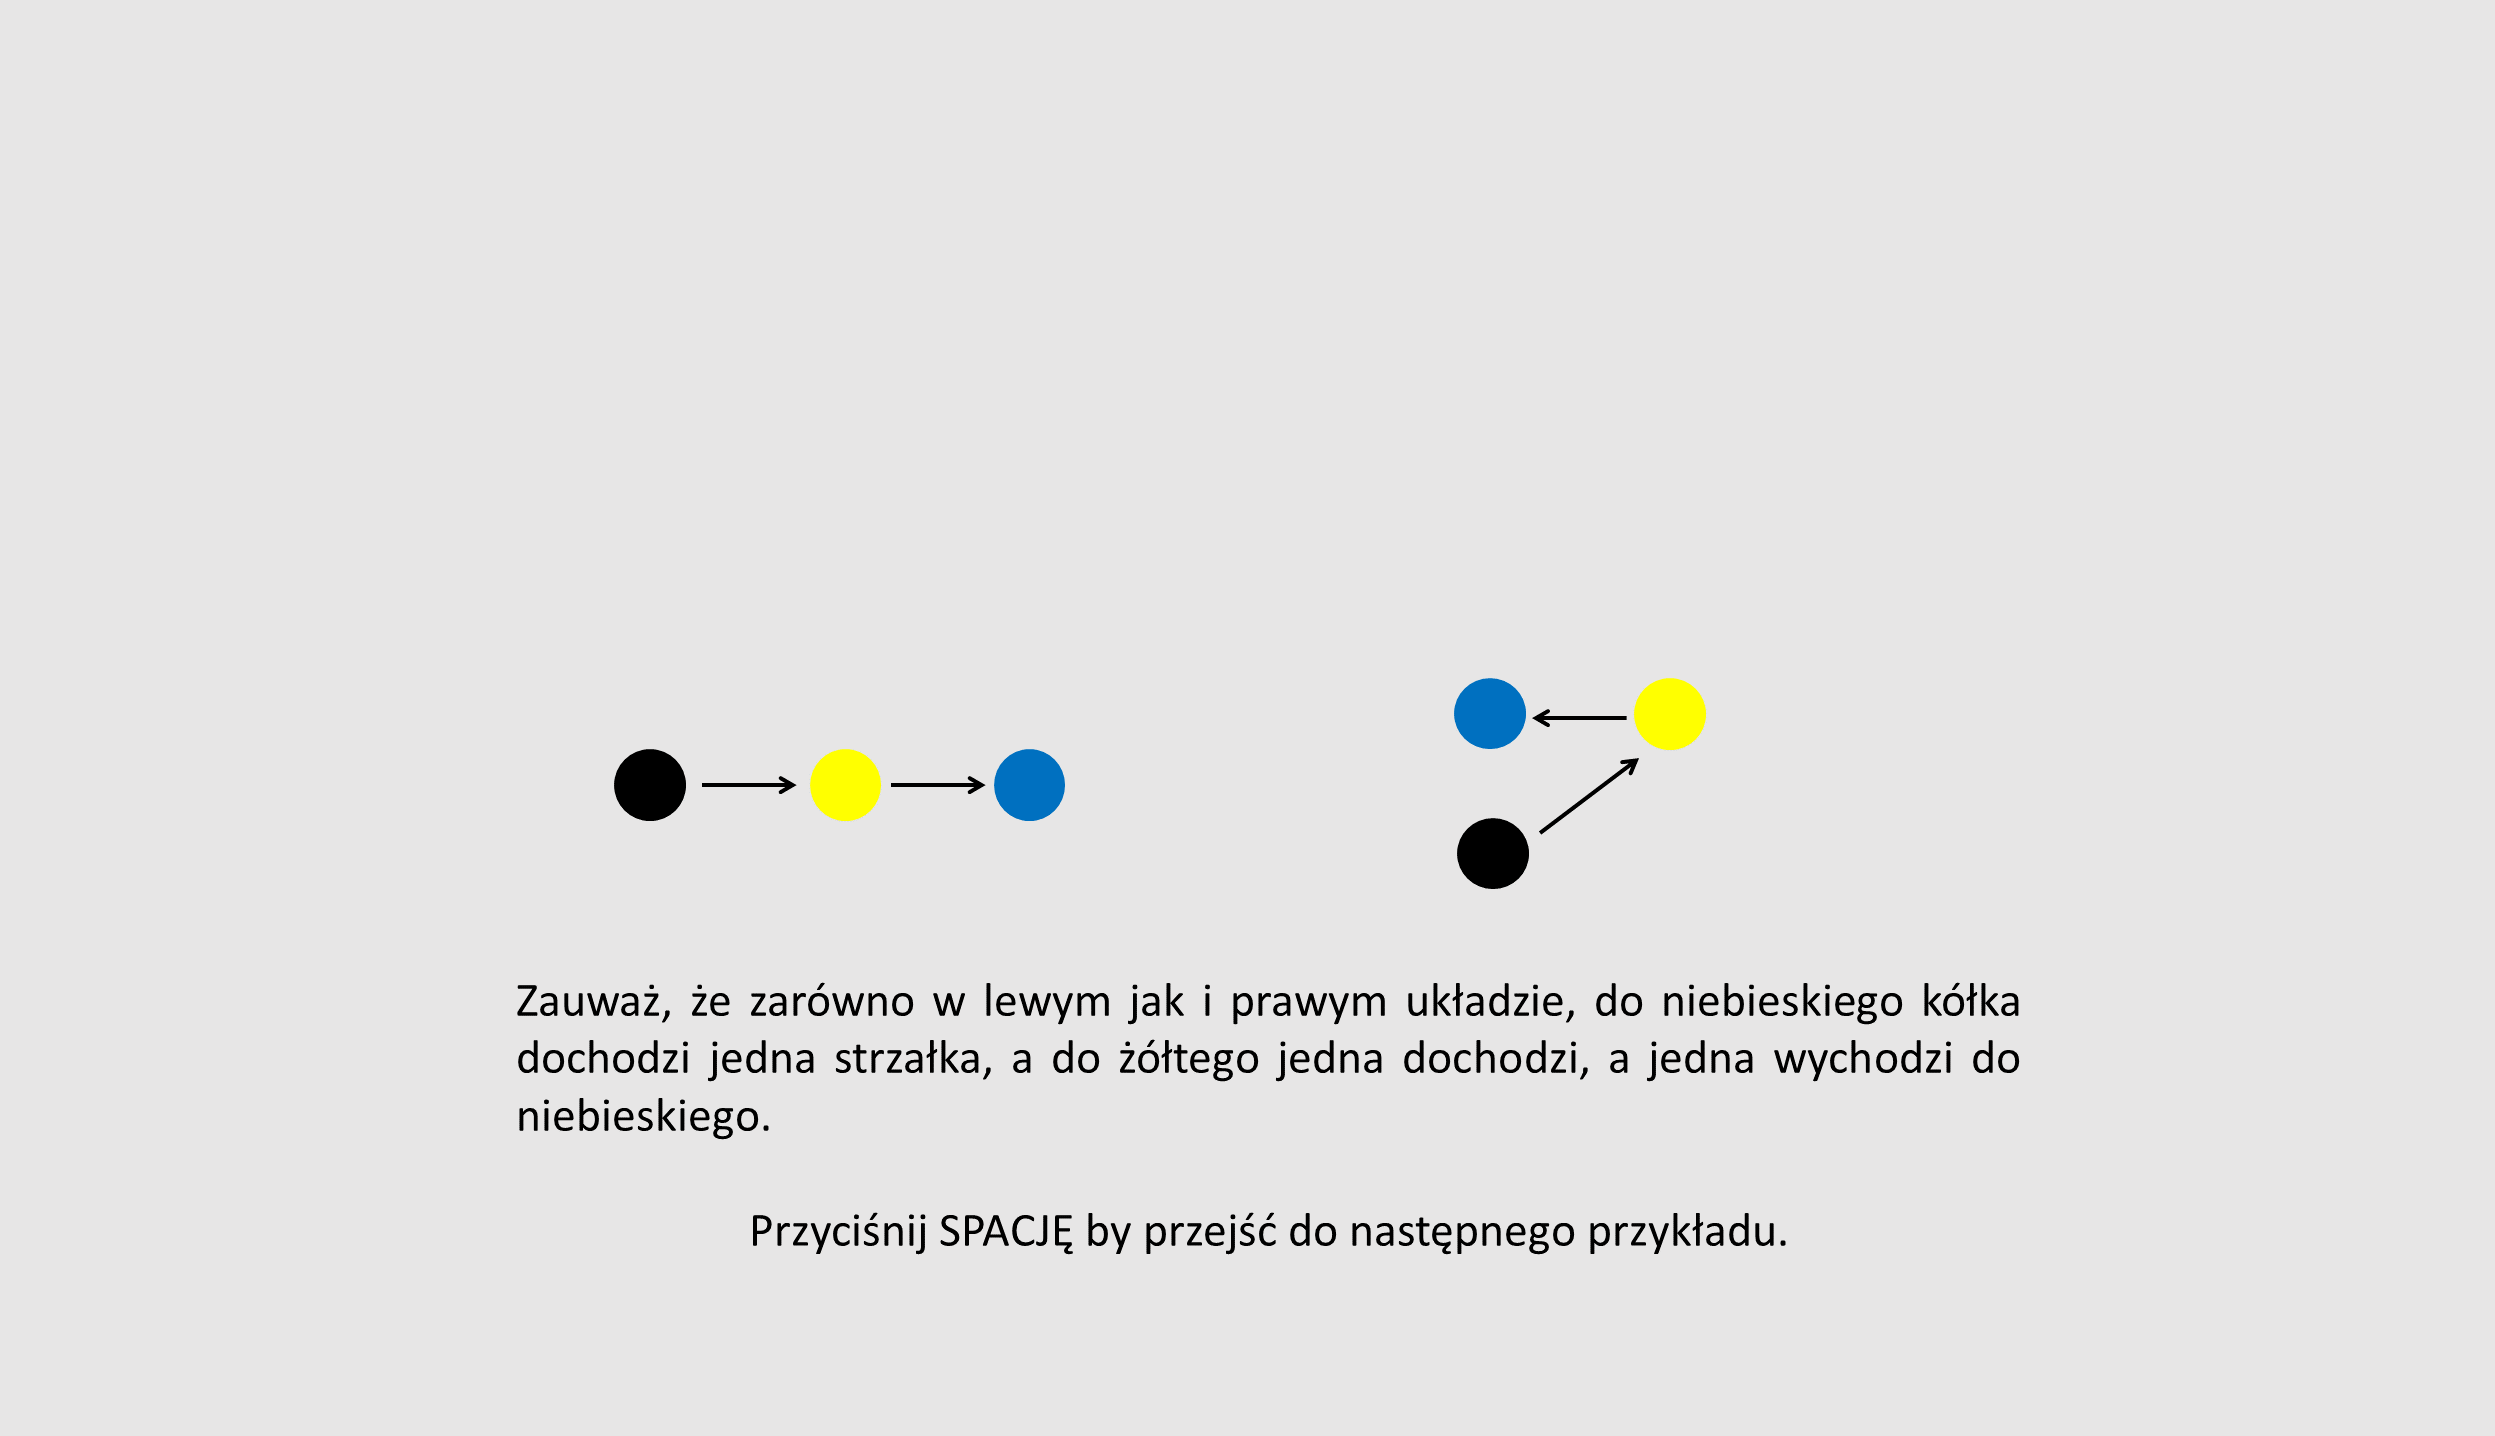 Zauważ, że zarówno w lewym jak i prawym układzie, do niebieskiego kółka
dochodzi jedna strzałka, a do żółtego jedna dochodzi, a jedna wychodzi do
niebieskiego.
Przyciśnij SPACJĘ by przejść do następnego przykładu.